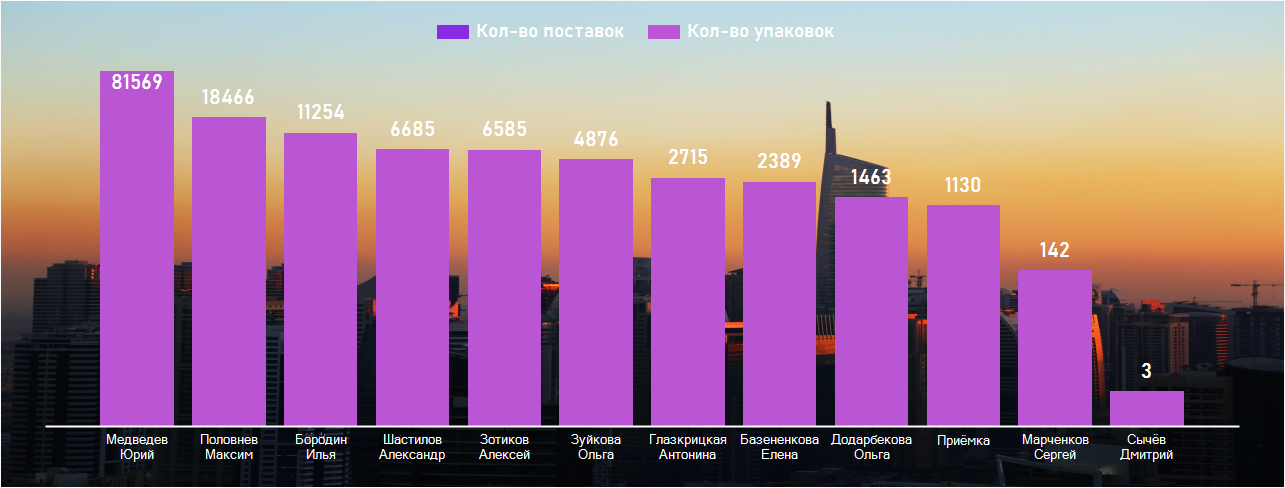 Кол-во поставок Кол-во упаковок
81569 18466 11254 6685 6585 4876 2715 2389 1463 1130 142 3
Медведев Половнев Бородин Шастилов Зотиков Зуйкова Глазкрицкая Базененкова Додарбекова Приёмка Марченков Сычёв
Юрий Максим Илья Александр Алексей Ольга Антонина Елена Ольга Сергей Дмитрий